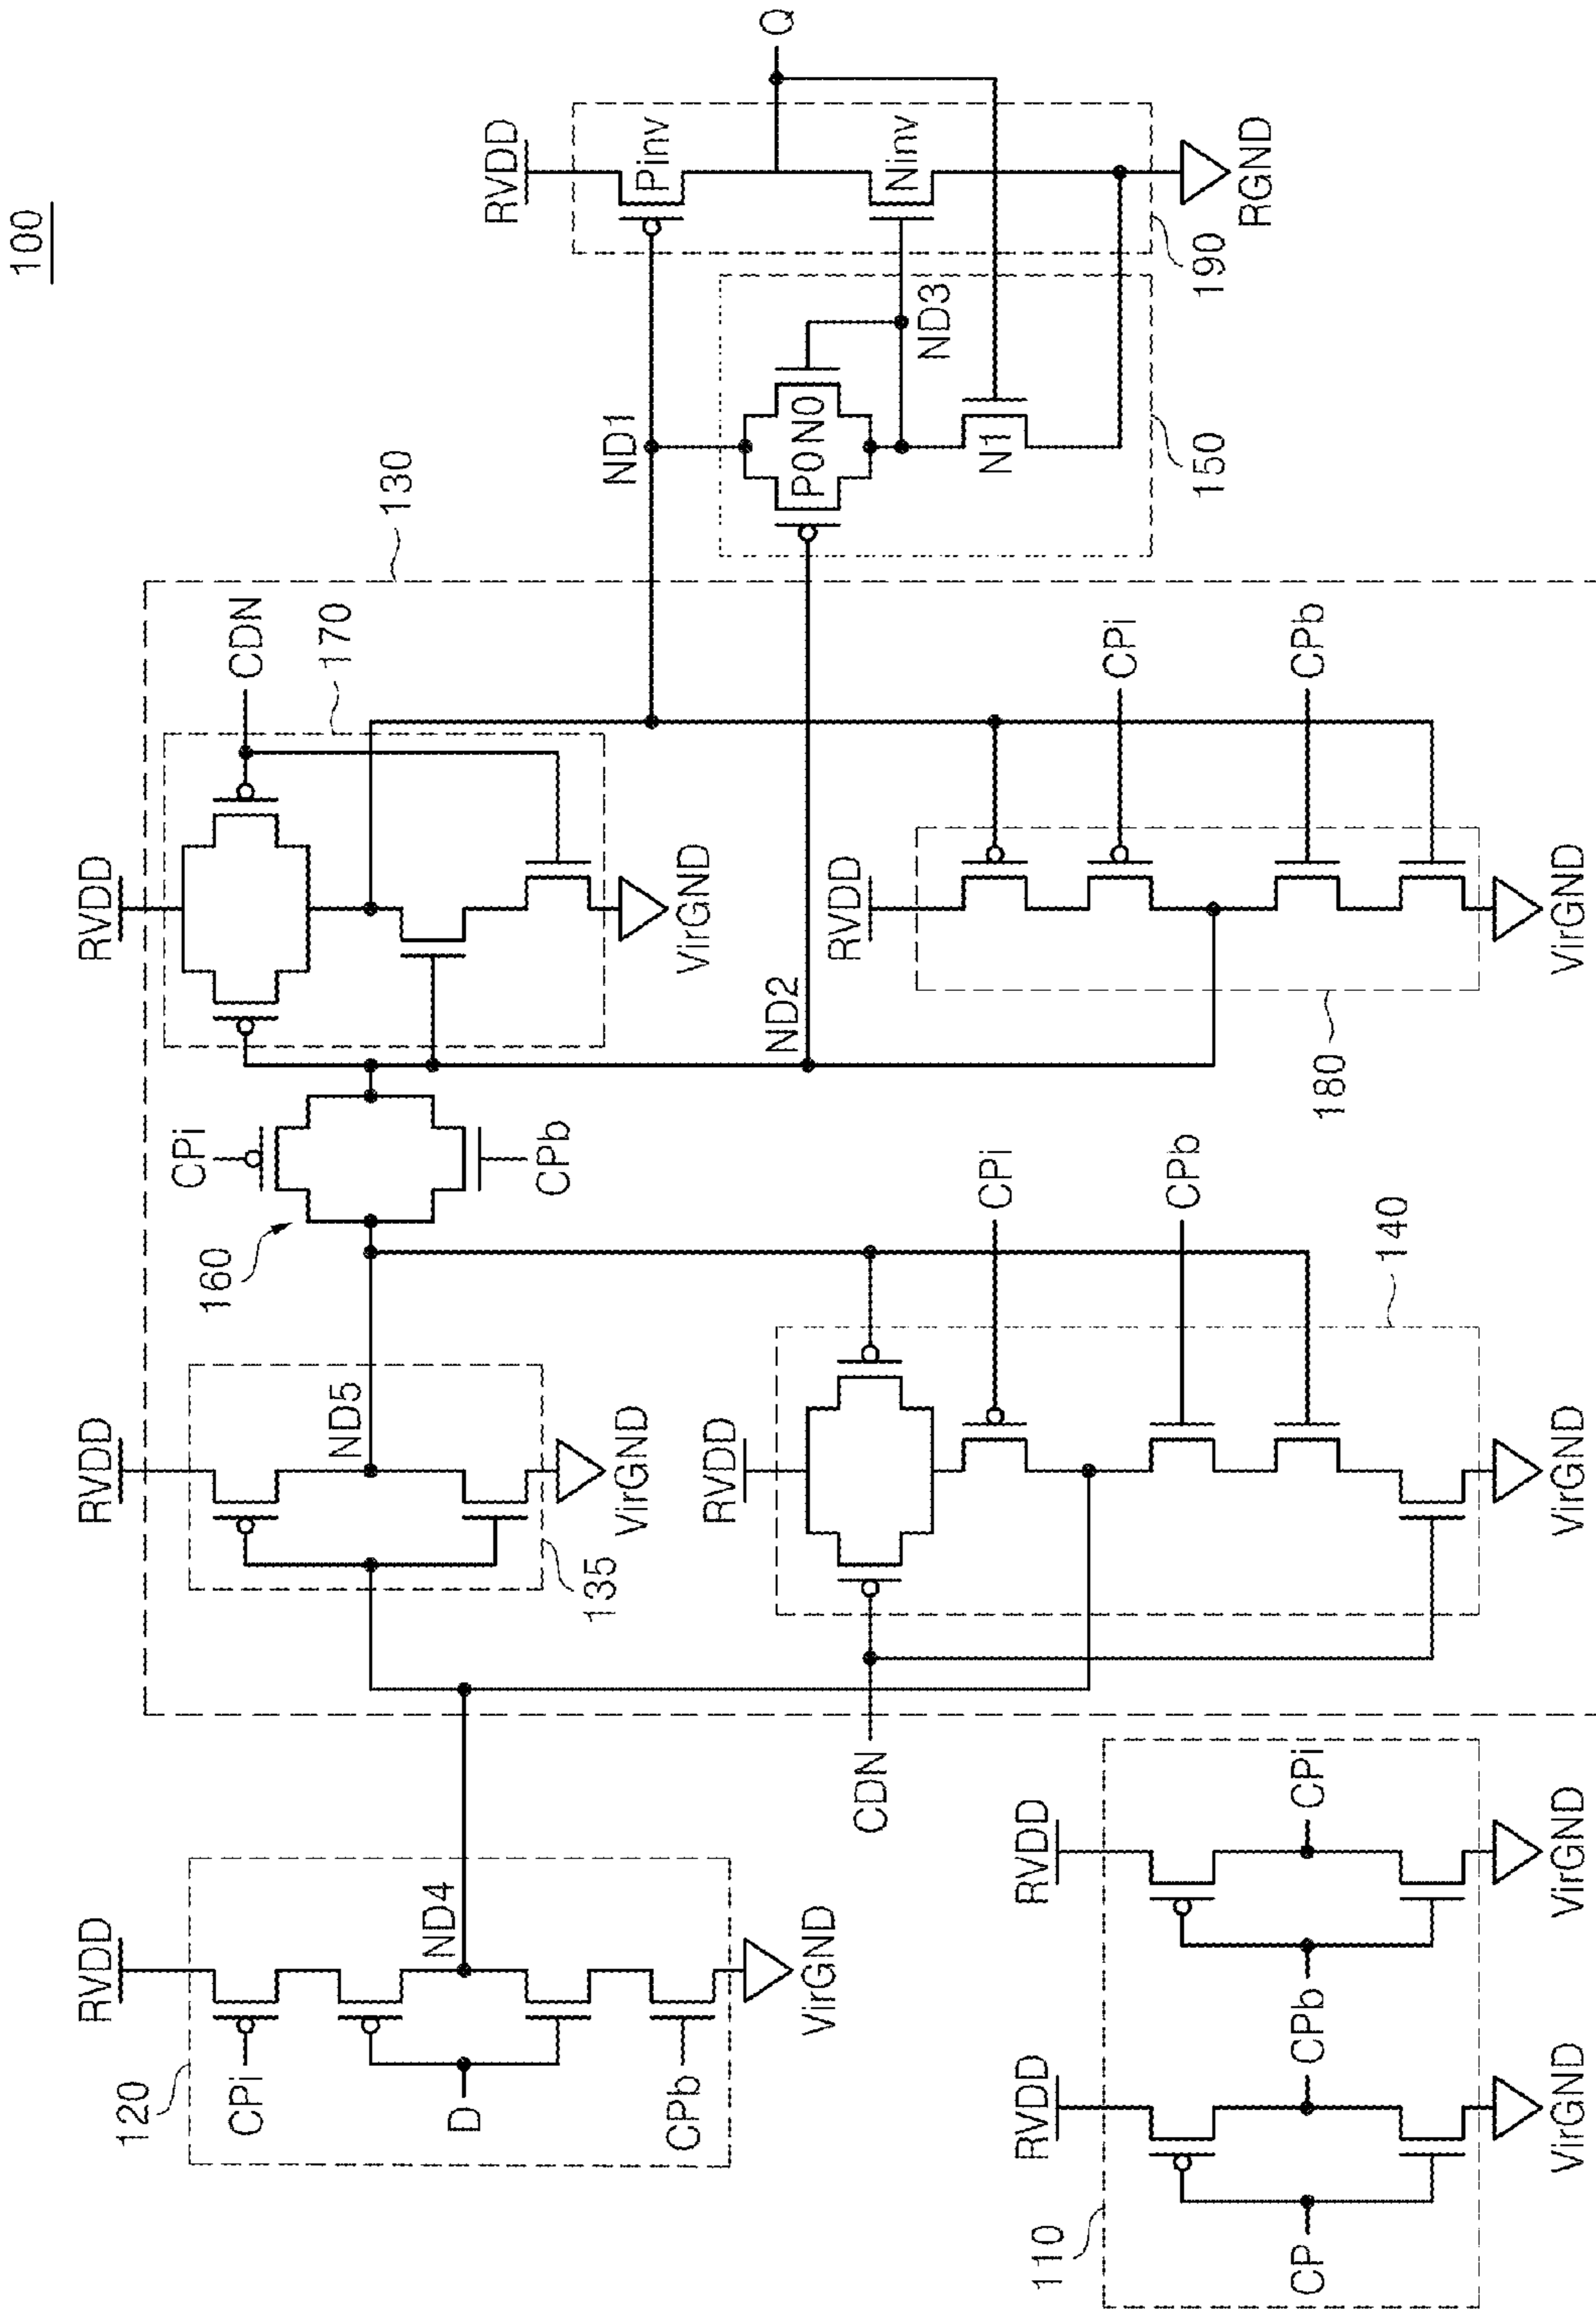 100
RVDD
Q
Pinv
Ninv
RGND
190
ND1
P0
N0
ND3
N1
150
130
CDN
170
RVDD
VirGND
ND2
RVDD
CPi
CPb
VirGND
180
CPi
CPb
160
RVDD
ND5
VirGND
135
RVDD
CPi
CPb
140
VirGND
CDN
120
RVDD
CPi
D
ND4
CPb
VirGND
110
RVDD
CP
CPb
VirGND
RVDD
CPi
VirGND